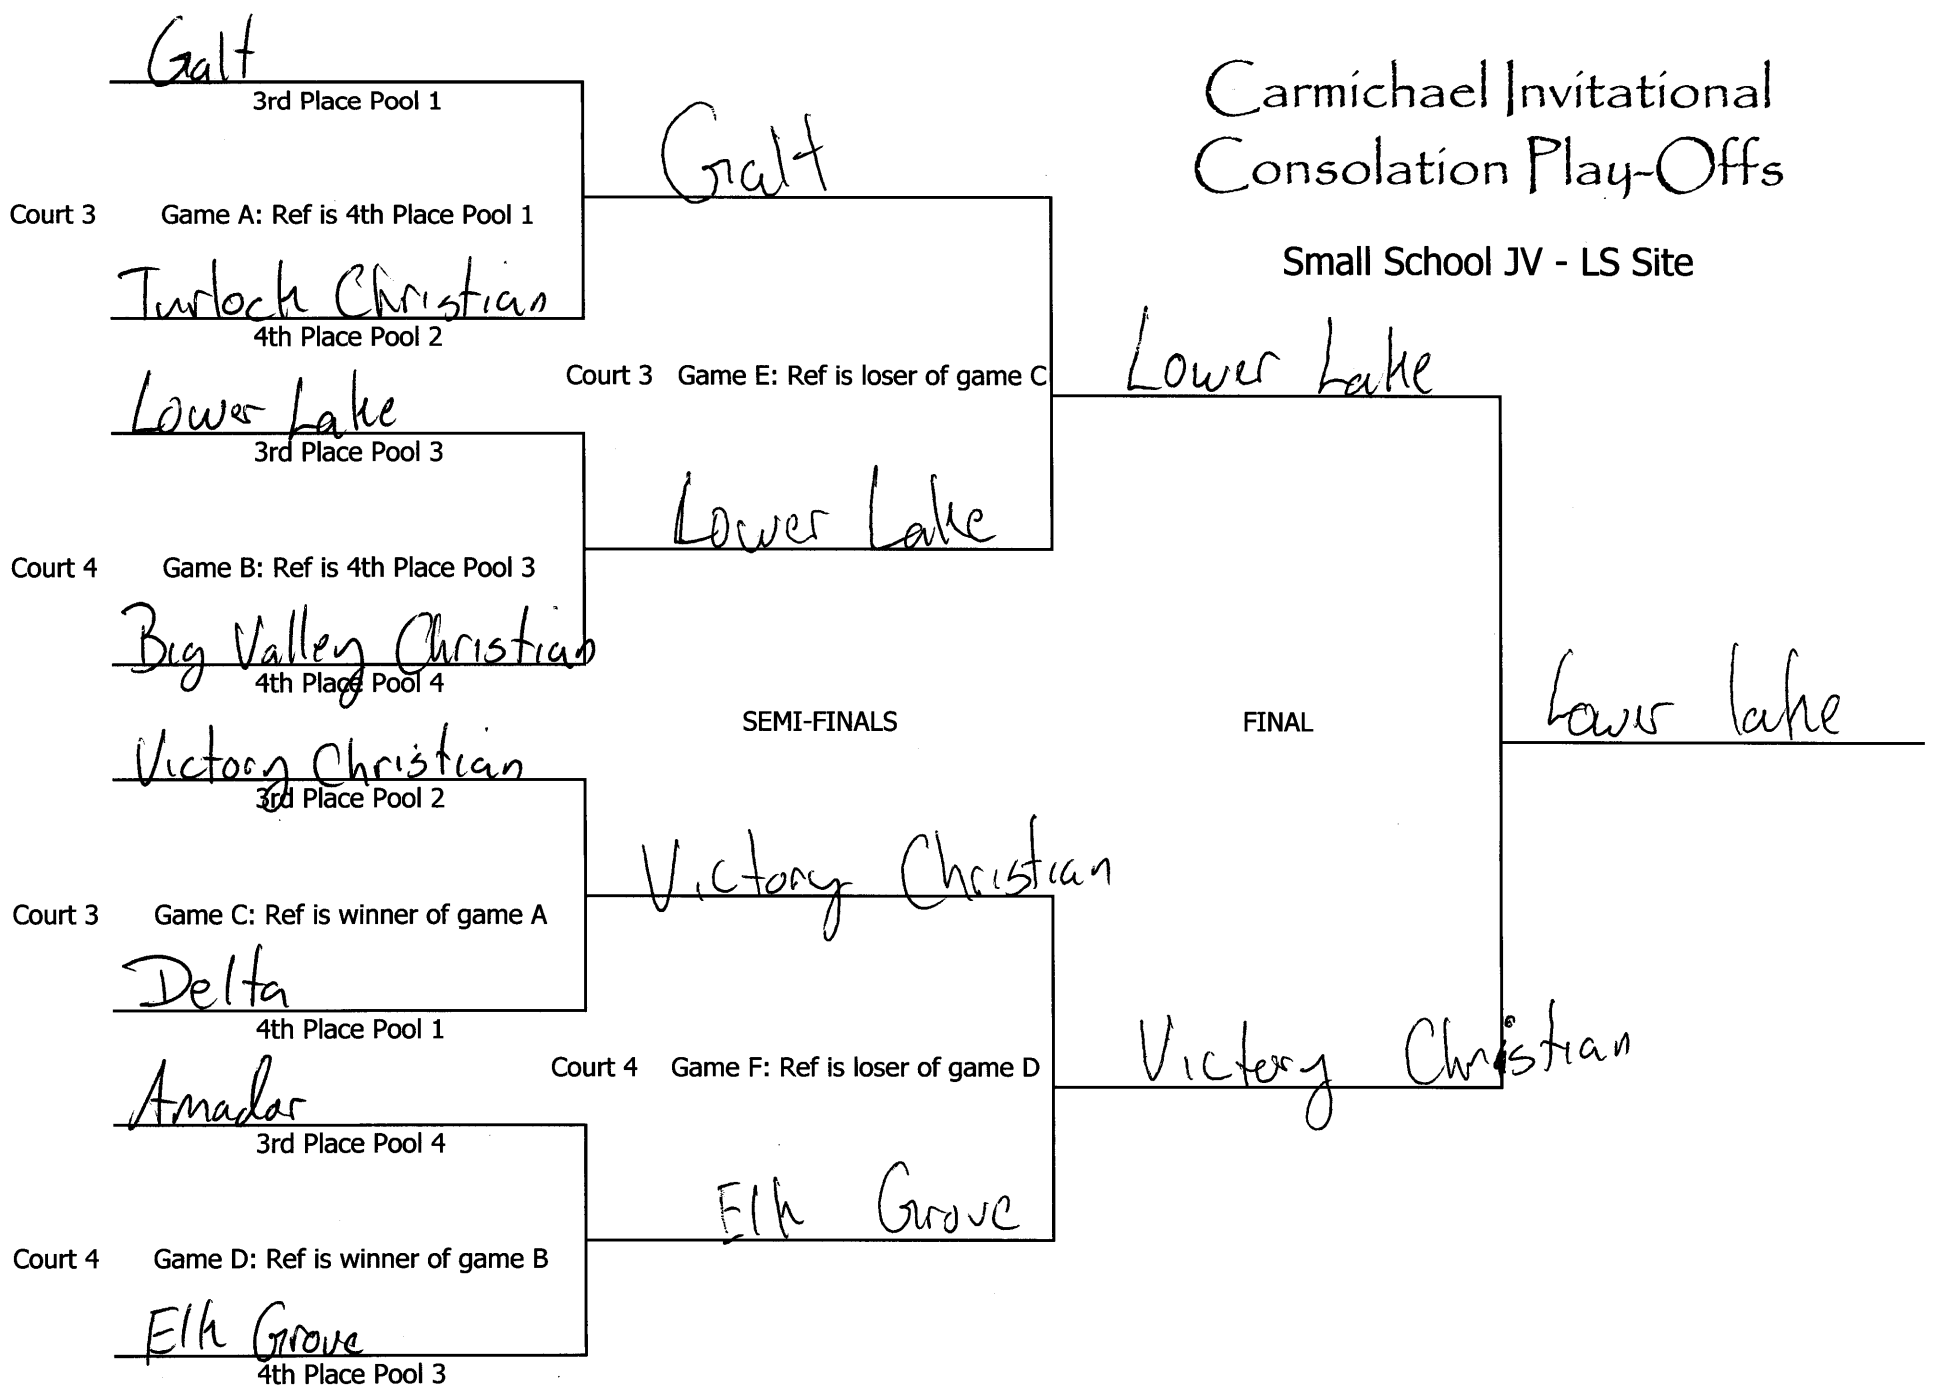 Galt
3rd Place Pool 1
Carmichael Invitational
Consolation Play-Offs
Small School JV - LS Site
Galt
Court 3 Game A: Ref is 4th Place Pool 1
Turlock Christian
4th Place Pool 2
Lower Lake
Court 3 Game E: Ref is loser of game C
Lower Lake
3rd Place Pool 3
Lower Lake
Court 4 Game B: Ref is 4th Place Pool 3
Big Valley Christian
4th Place Pool 4
SEMI-FINALS
FINAL
Lower Lake
Victory Christian
3rd Place Pool 2
Victory Christian
Court 3 Game C: Ref is winner of game A
Delta
4th Place Pool 1
Court 4 Game F: Ref is loser of game D
Victory Christian
Amador
3rd Place Pool 4
Elk Grove
Court 4 Game D: Ref is winner of game B
Elk Grove
4th Place Pool 3